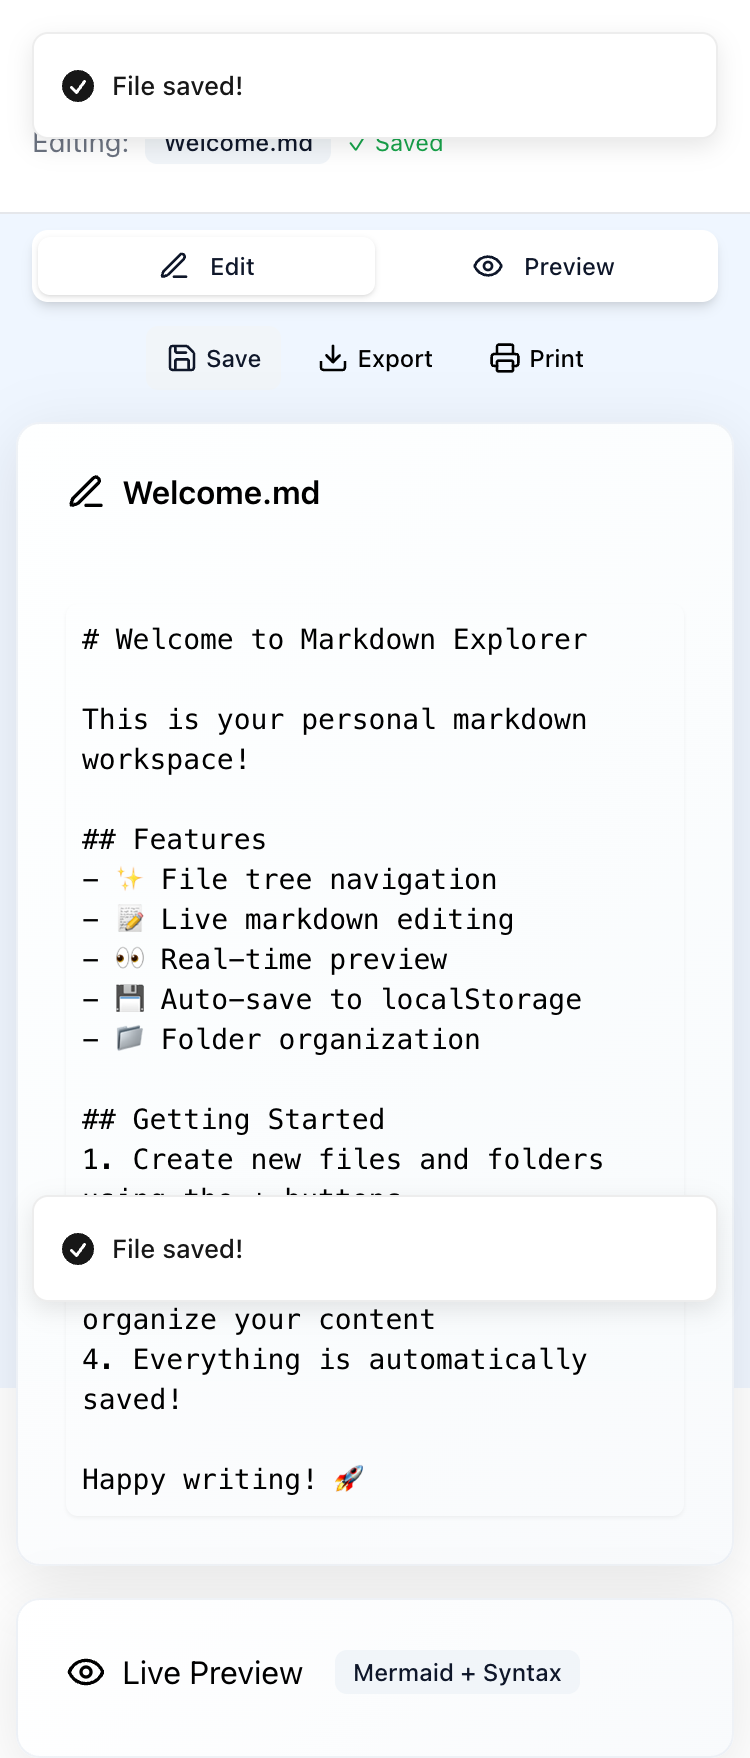 File saved!
Editing: Welcome.md ✓ Saved
Edit Preview
Save Export Print
Welcome.md
# Welcome to Markdown Explorer
This is your personal markdown
workspace!
## Features
- ✨ File tree navigation
- 📝 Live markdown editing
- 👀 Real-time preview
- 💾 Auto-save to localStorage
- 📁 Folder organization
## Getting Started
1. Create new files and folders
using the + buttons
File saved!
organize your content
4. Everything is automatically
saved!
Happy writing! 🚀
Live Preview Mermaid + Syntax